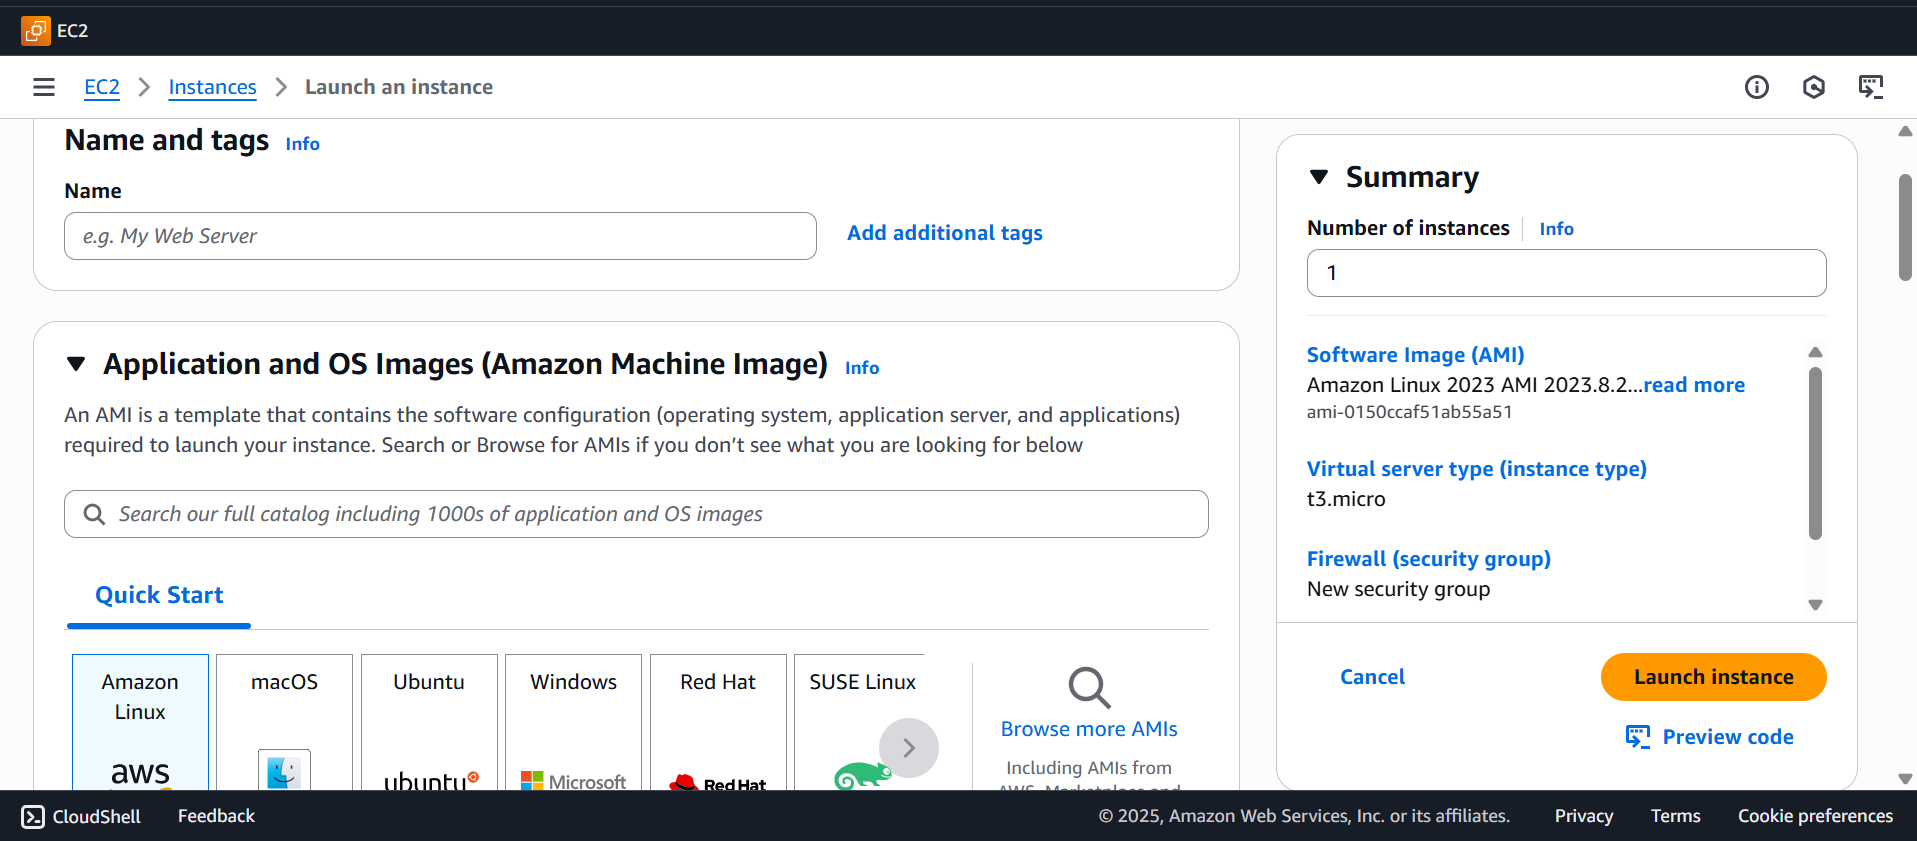 EC2
EC2
Instances
Launch an instance
Name and tags Info
Name
e.g. My Web Server
Add additional tags
Application and OS Images (Amazon Machine Image) Info
An AMI is a template that contains the software configuration (operating system, application server, and applications)
required to launch your instance. Search or Browse for AMIs if you don’t see what you are looking for below
Search our full catalog including 1000s of application and OS images
Quick Start
Amazon
Linux
aws
macOS
Ubuntu
ubuntu
Windows
Microsoft
Red Hat
Red Hat
SUSE Linux
Browse more AMIs
Including AMIs from
AWS, Marketplace and
Summary
Number of instances Info
1
Software Image (AMI)
Amazon Linux 2023 AMI 2023.8.2...read more
ami-0150ccaf51ab55a51
Virtual server type (instance type)
t3.micro
Firewall (security group)
New security group
Cancel
Launch instance
Preview code
CloudShell
Feedback
© 2025, Amazon Web Services, Inc. or its affiliates.
Privacy
Terms
Cookie preferences